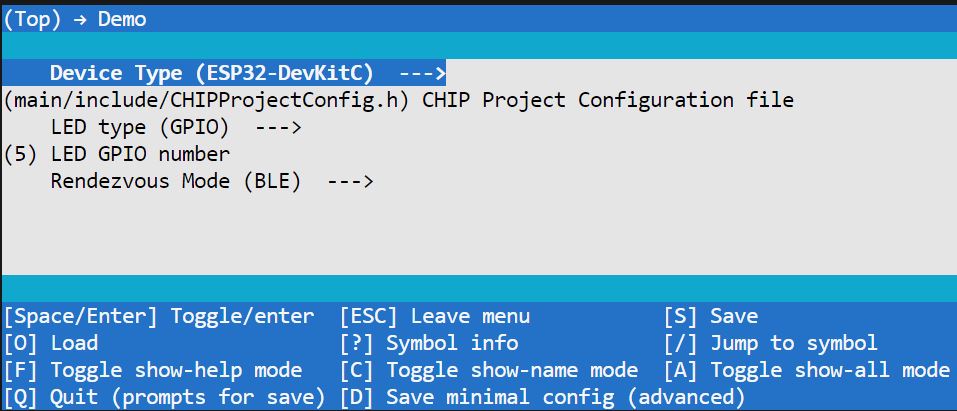 (Top) → Demo
Device Type (ESP32-DevKitC)  --->
(main/include/CHIPProjectConfig.h) CHIP Project Configuration file
LED type (GPIO)  --->
(5) LED GPIO number
Rendezvous Mode (BLE)  --->
[Space/Enter] Toggle/enter  [ESC] Leave menu           [S] Save
[O] Load                    [?] Symbol info            [/] Jump to symbol
[F] Toggle show-help mode   [C] Toggle show-name mode  [A] Toggle show-all mode
[Q] Quit (prompts for save) [D] Save minimal config (advanced)